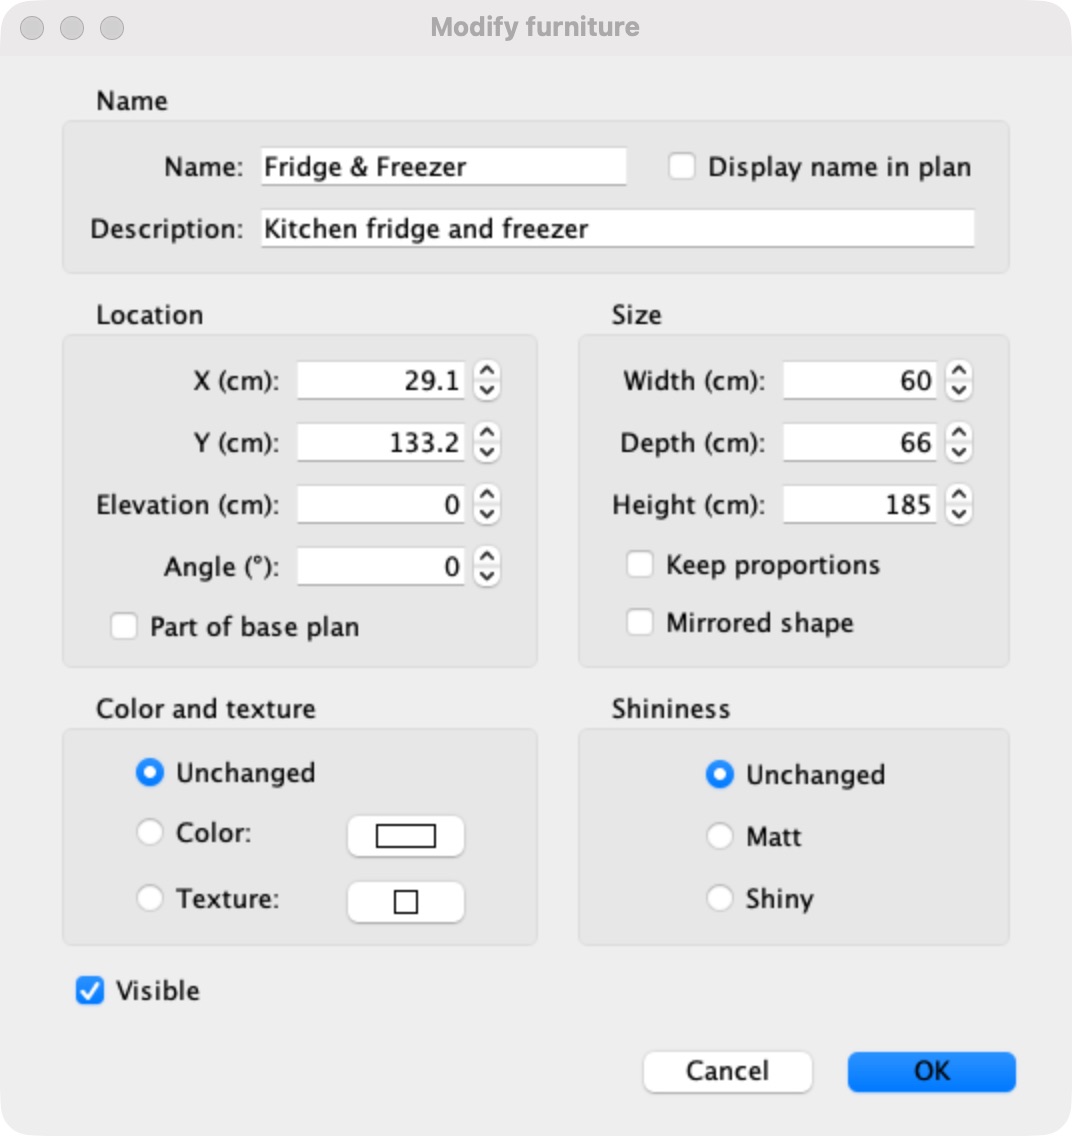 Modify furniture
Name
Name: Fridge & Freezer Display name in plan
Description: Kitchen fridge and freezer
Location
X (cm): 29.1
Y (cm): 133.2
Elevation (cm): 0
Angle (°): 0
Part of base plan
Size
Width (cm): 60
Depth (cm): 66
Height (cm): 185
Keep proportions
Mirrored shape
Color and texture
Unchanged
Color:
Texture:
Shininess
Unchanged
Matt
Shiny
Visible
Cancel OK